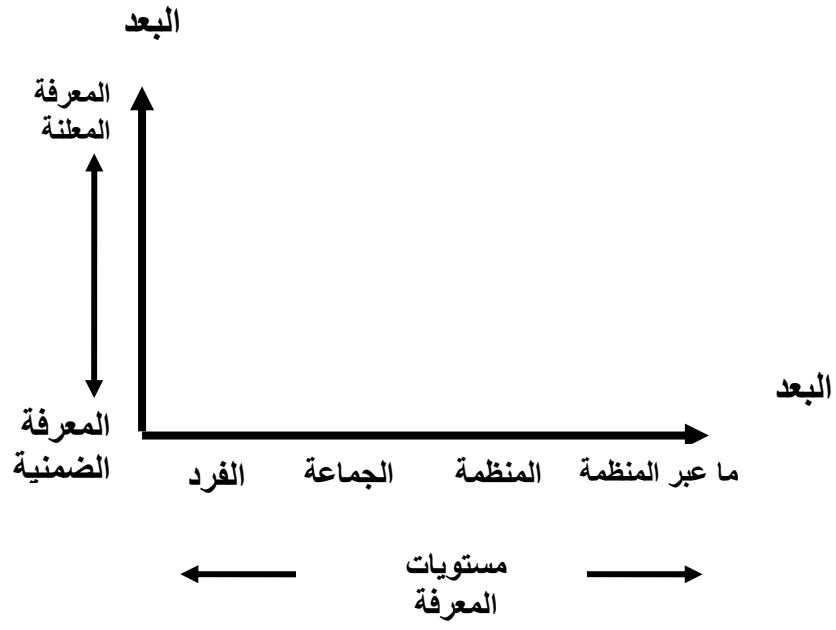 البعد
المعرفة
المعلنة
البعد
المعرفة
الضمنية
الفرد
الجماعة
المنظمة
ما عبر المنظمة
مستويات
المعرفة